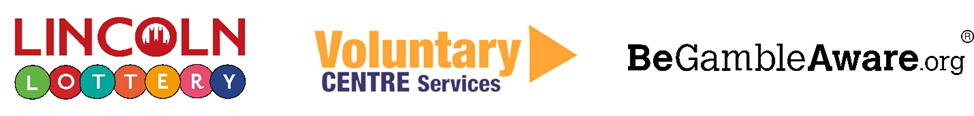 LINCOLN
LOTTERY
Voluntary
CENTRE Services
BeGambleAware.org®